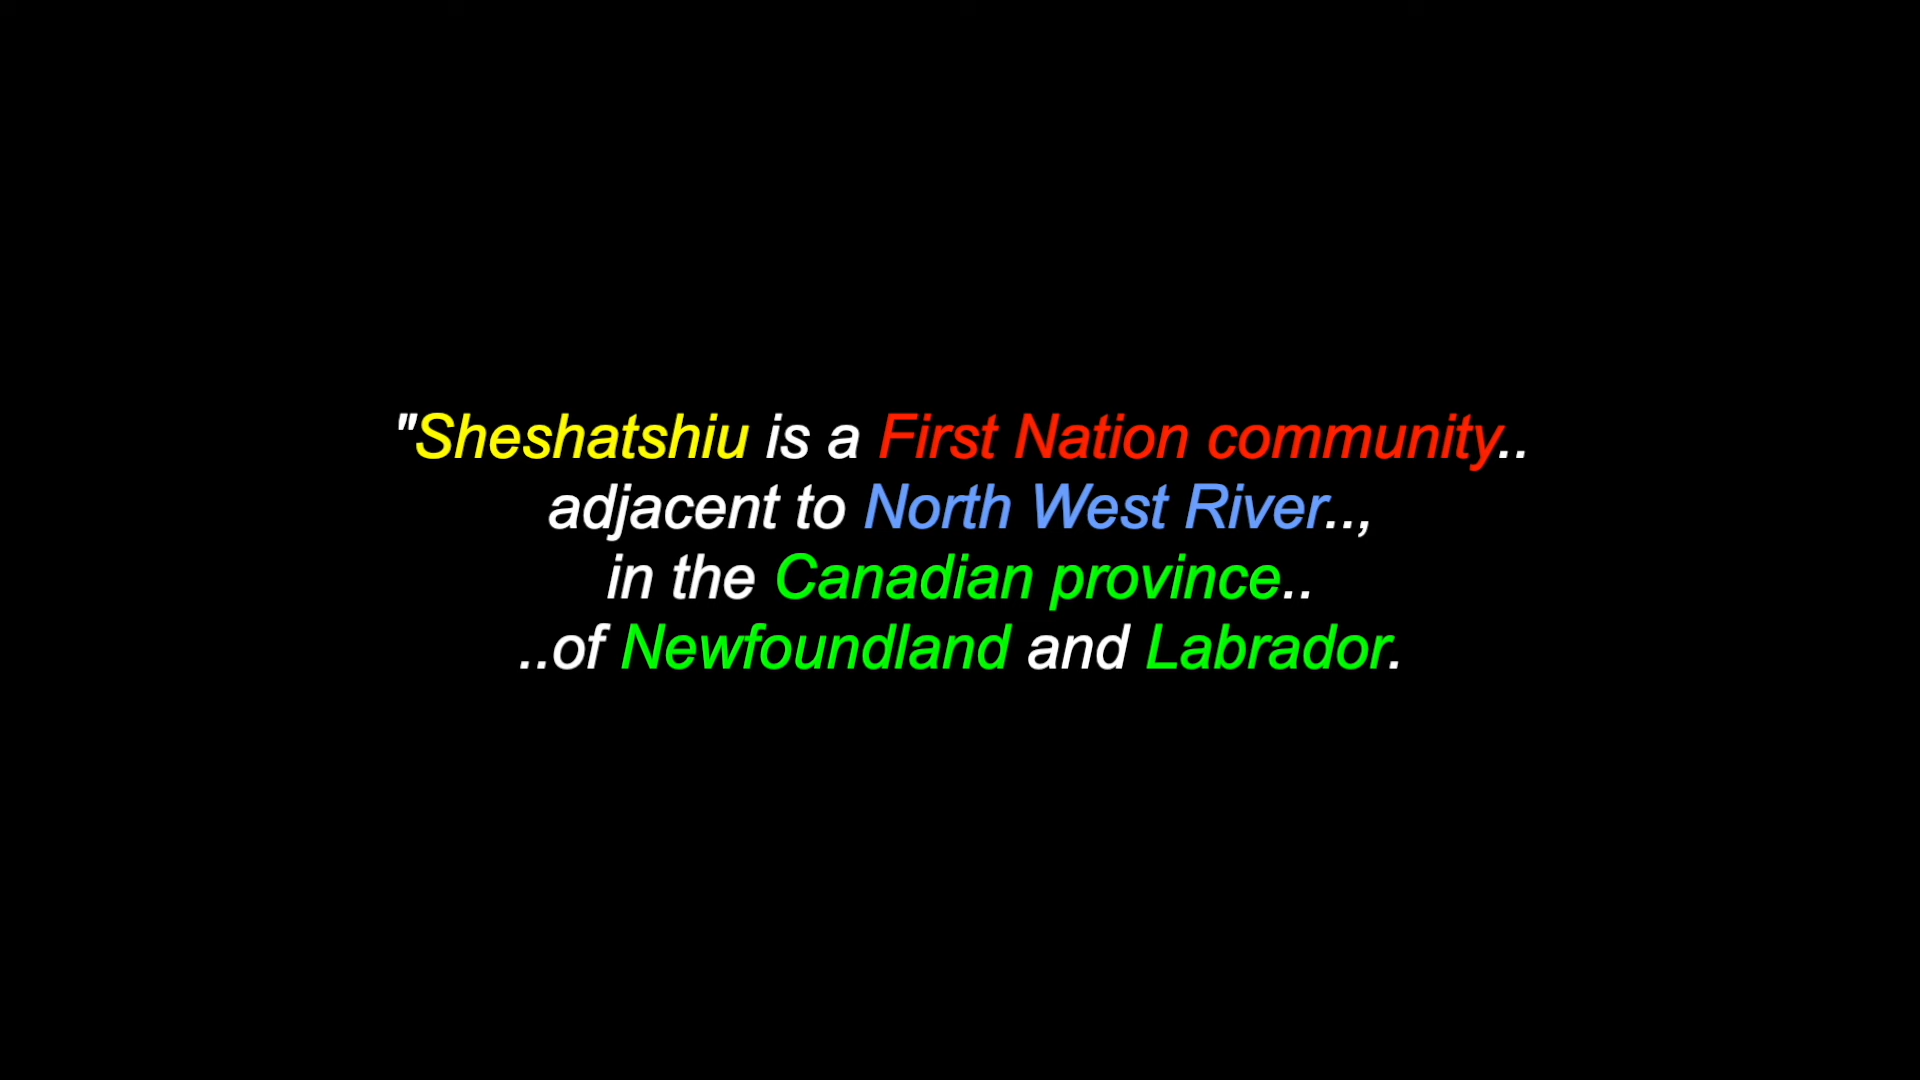 "Sheshatshiu is a First Nation community..
adjacent to North West River..,
in the Canadian province..
..of Newfoundland and Labrador.